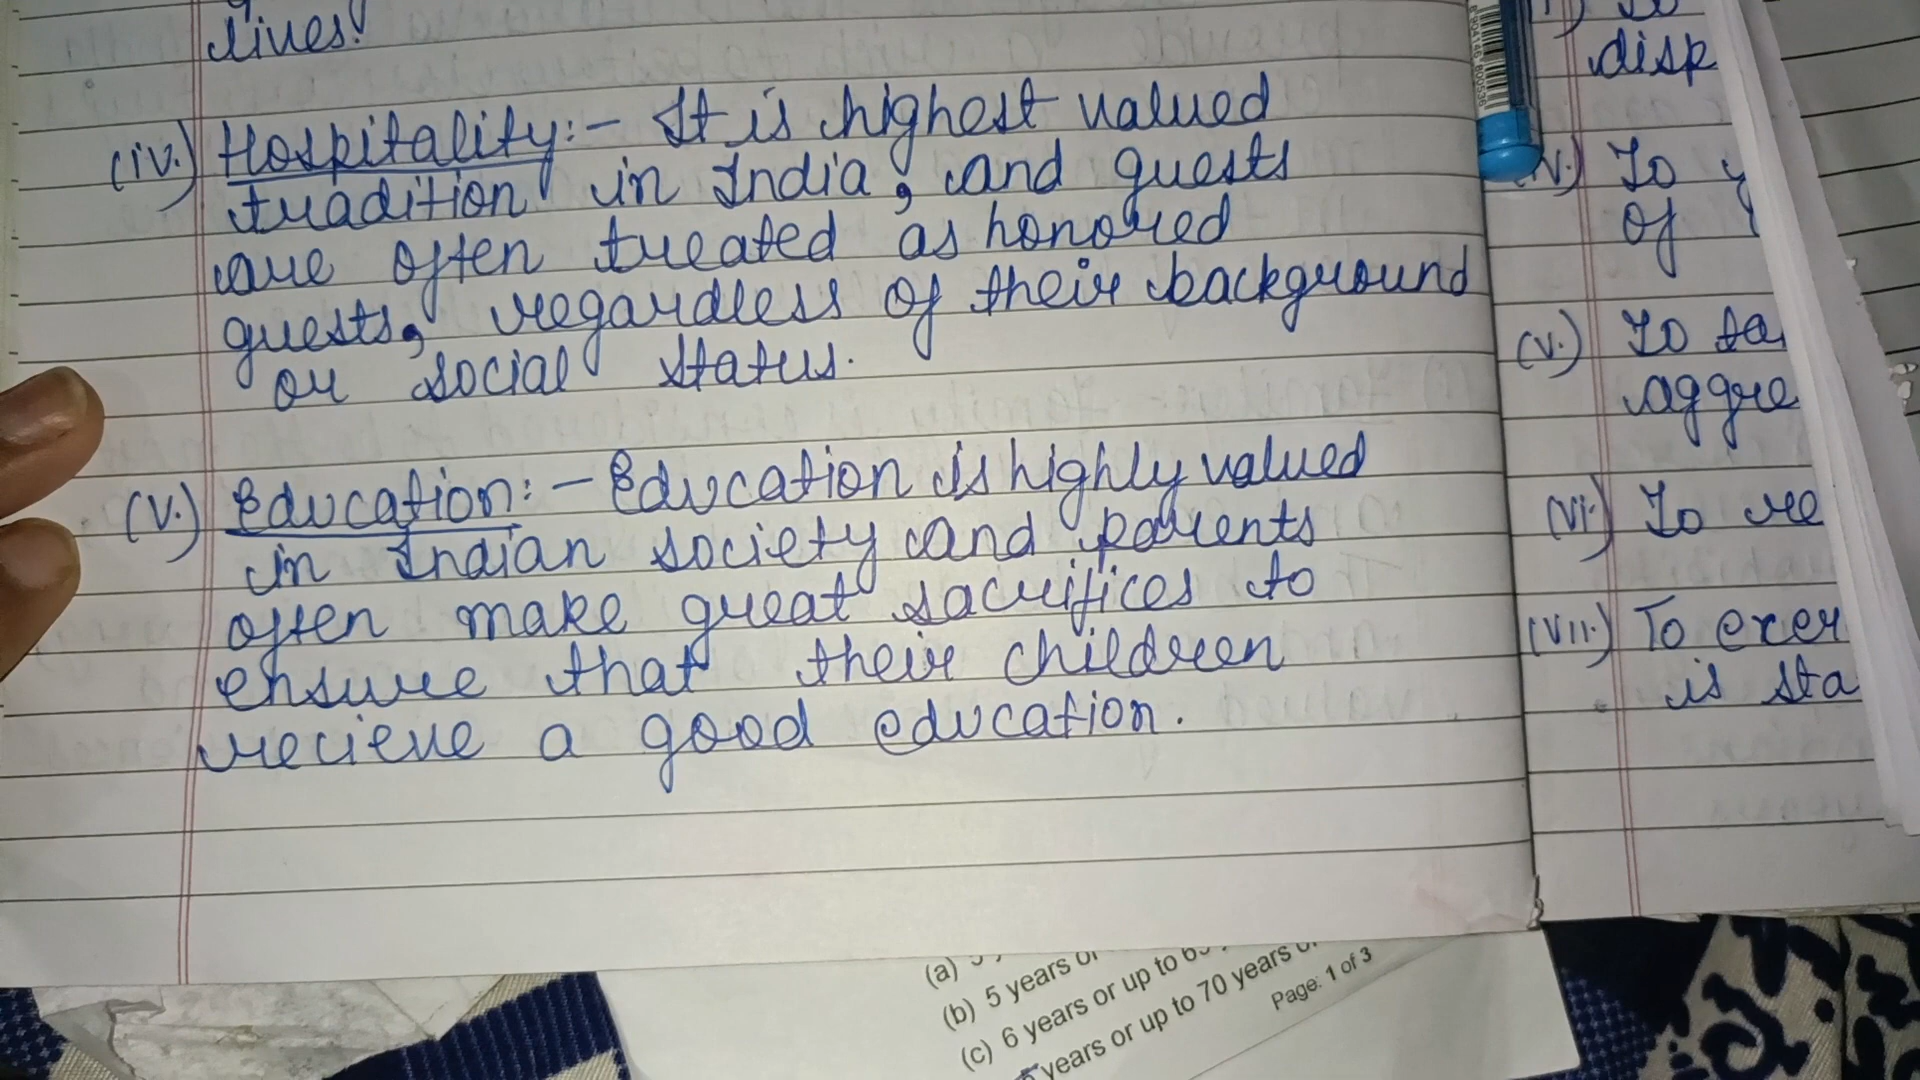 lives.
(iv.) Hospitality:- It is highest valued
tradition in India, and guests
are often treated as honored
guests, regardless of their background
or social status.
(v.) Education:- Education is highly valued
in Indian society and parents
often make great sacrifices to
ensure that their children
recieve a good education.
disp
(iv.) To y
of
(v.) To ta
aggre
(vi.) To re
(vii.) To exer
is sta
(a)
(b) 5 years or
(c) 6 years or up to
years or up to 70 years
Page: 1 of 3